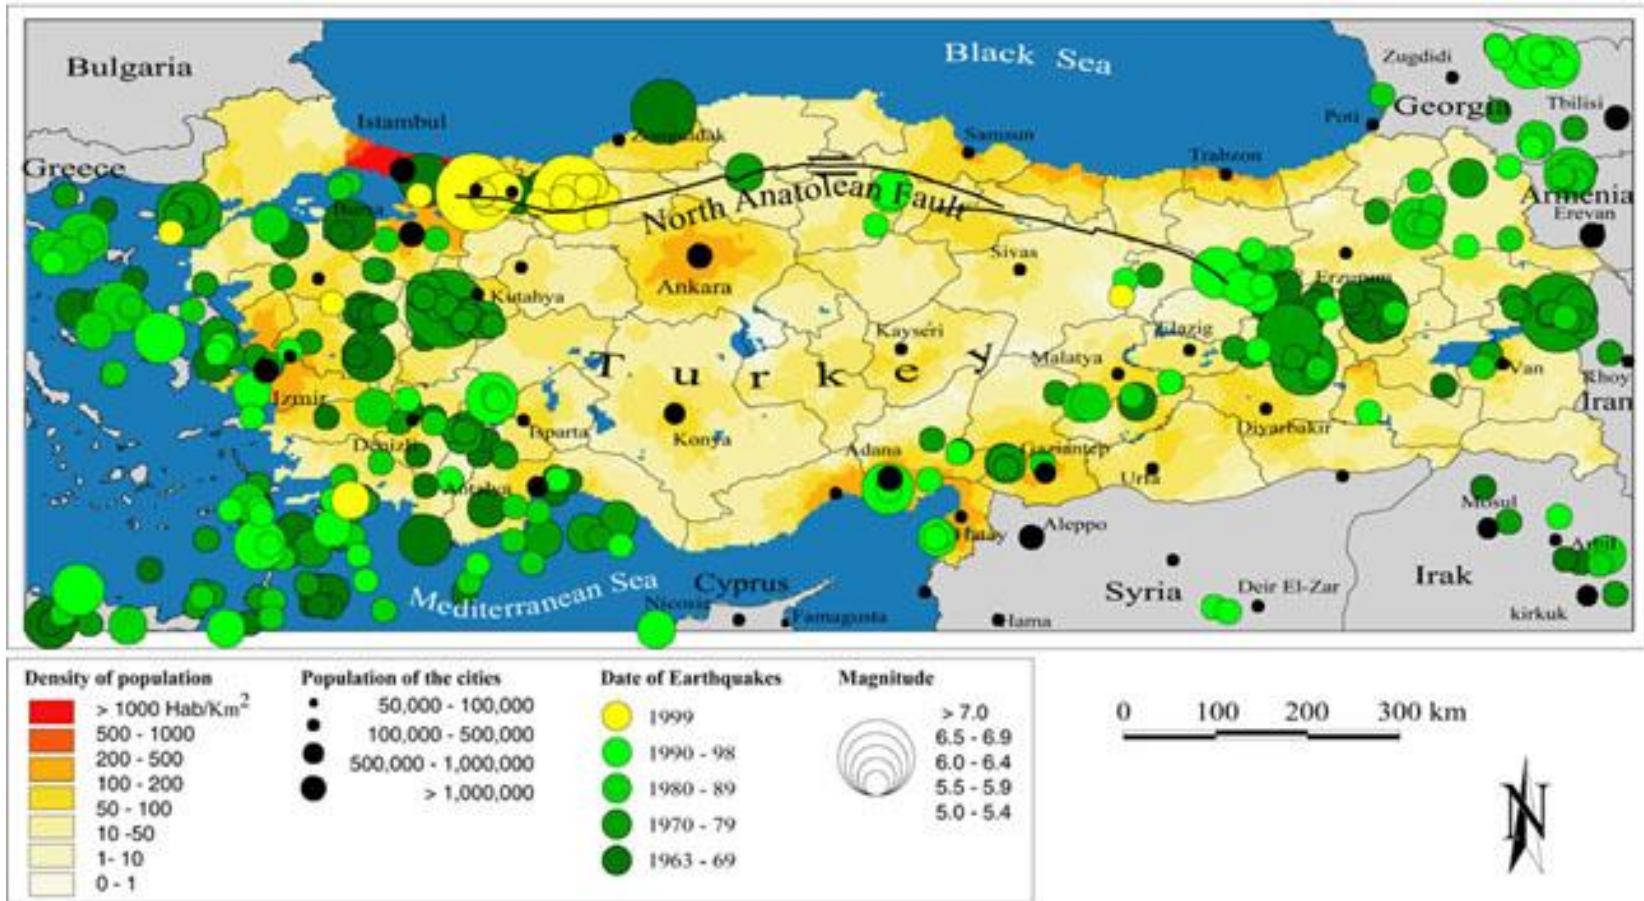 Bulgaria
Black Sea
Zugdidi
Georgia
Tbilisi
Istambul
Zonguldak
Samsun
Poti
Trabzon
Greece
Armenia
Erevan
Bursa
North Anatolean Fault
Sivas
Ankara
Erzurum
Kutahya
Kayseri
Elazig
Malatya
Turkey
Van
Khoy
Iran
Izmir
Isparta
Konya
Diyarbakir
Denizli
Adana
Gaziantep
Urfa
Antalya
Mosul
Hatay
Aleppo
Arbil
Mediterranean Sea
Cyprus
Syria
Deir El-Zar
Irak
Nicosie
Famagusta
Hama
kirkuk
Density of population
> 1000 Hab/Km2
500 - 1000
200 - 500
100 - 200
50 - 100
10 -50
1- 10
0 - 1
Population of the cities
50,000 - 100,000
100,000 - 500,000
500,000 - 1,000,000
> 1,000,000
Date of Earthquakes
1999
1990 - 98
1980 - 89
1970 - 79
1963 - 69
Magnitude
> 7.0
6.5 - 6.9
6.0 - 6.4
5.5 - 5.9
5.0 - 5.4
0 100 200 300 km
N